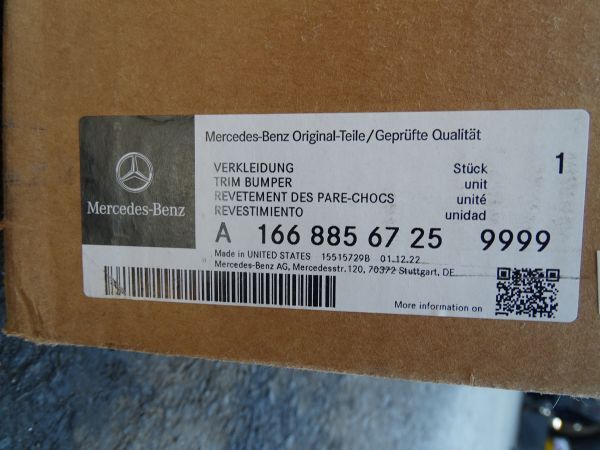 Mercedes-Benz
Mercedes-Benz Original-Teile/Geprüfte Qualität
VERKLEIDUNG Stück 1
TRIM BUMPER unit
REVETEMENT DES PARE-CHOCS unité
REVESTIMIENTO unidad
A 166 885 67 25 9999
Made in UNITED STATES 15515729B 01.12.22
Mercedes-Benz AG, Mercedesstr.120, 70372 Stuttgart, DE
More information on